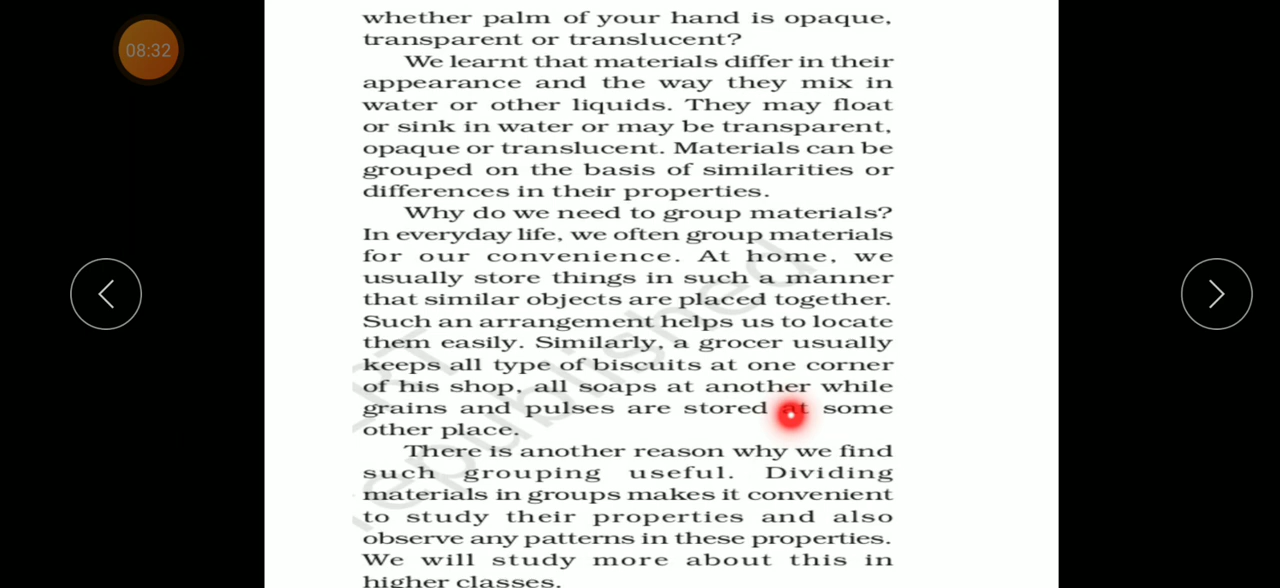 08:32
whether palm of your hand is opaque,
transparent or translucent?
We learnt that materials differ in their
appearance and the way they mix in
water or other liquids. They may float
or sink in water or may be transparent,
opaque or translucent. Materials can be
grouped on the basis of similarities or
differences in their properties.
Why do we need to group materials?
In everyday life, we often group materials
for our convenience. At home, we
usually store things in such a manner
that similar objects are placed together.
Such an arrangement helps us to locate
them easily. Similarly, a grocer usually
keeps all type of biscuits at one corner
of his shop, all soaps at another while
grains and pulses are stored at some
other place.
There is another reason why we find
such grouping useful. Dividing
materials in groups makes it convenient
to study their properties and also
observe any patterns in these properties.
We will study more about this in
higher classes.